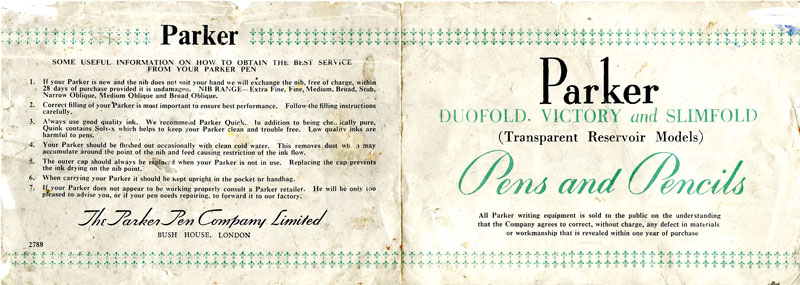 Parker
SOME USEFUL INFORMATION ON HOW TO OBTAIN THE BEST SERVICE
FROM YOUR PARKER PEN
1. If your Parker is new and the nib does not suit your hand we will exchange the nib, free of charge, within
28 days of purchase provided it is undamaged. NIB RANGE—Extra Fine, Fine, Medium, Broad, Stub,
Narrow Oblique, Medium Oblique and Broad Oblique.
2. Correct filling of your Parker is most important to ensure best performance. Follow the filling instructions
carefully.
3. Always use good quality ink. We recommend Parker Quink. In addition to being pure,
Quink contains Solv-x which helps to keep your Parker clean and trouble free. Low quality inks are
harmful to pens.
4. Your Parker should be flushed out occasionally with clean cold water. This removes dust which may
accumulate around the point of the nib and feed causing restriction of the ink flow.
5. The outer cap should always be replaced when your Parker is not in use. Replacing the cap prevents
the ink drying on the nib point.
6. When carrying your Parker it should be kept upright in the pocket or handbag.
7. If your Parker does not appear to be working properly consult a Parker retailer. He will be only too
pleased to advise you, or if your pen needs repairing, to forward it to our factory.
The Parker Pen Company Limited
BUSH HOUSE, LONDON
2788
Parker
DUOFOLD, VICTORY and SLIMFOLD
(Transparent Reservoir Models)
Pens and Pencils
All Parker writing equipment is sold to the public on the understanding
that the Company agrees to correct, without charge, any defect in materials
or workmanship that is revealed within one year of purchase